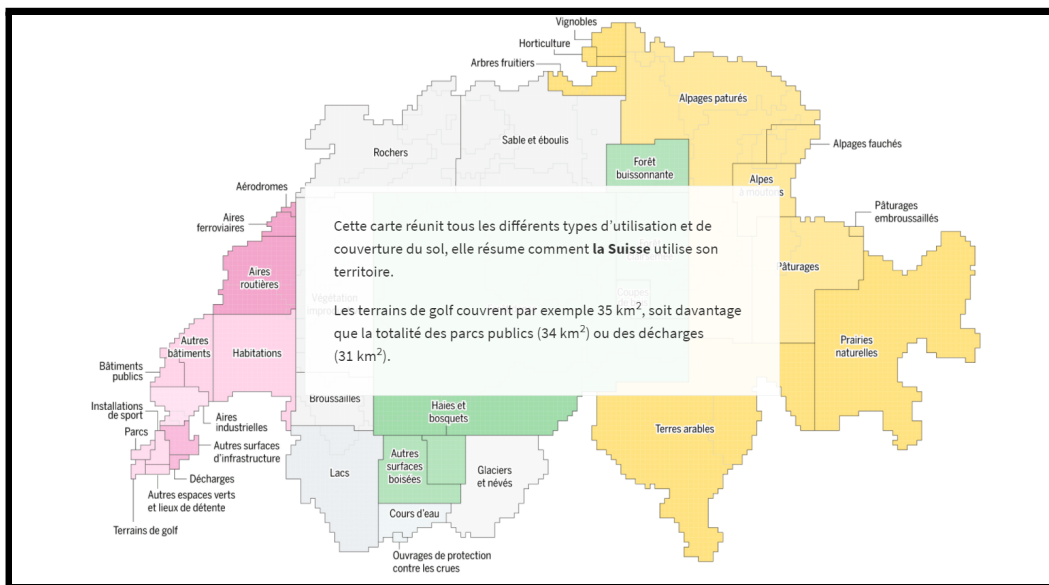 Vignobles
Horticulture
Arbres fruitiers
Alpages paturés
Sable et éboulis
Rochers
Alpages fauchés
Forêt
buissonnante
Alpes
à moutons
Aérodromes
Aires
ferroviaires
Pâturages
embroussaillés
Cette carte réunit tous les différents types d’utilisation et de
couverture du sol, elle résume comment la Suisse utilise son
territoire.
Les terrains de golf couvrent par exemple 35 km², soit davantage
que la totalité des parcs publics (34 km²) ou des décharges
(31 km²).
Aires
routières
Pâturages
Végétation
Prairies
naturelles
Autres
bâtiments
Habitations
Bâtiments
publics
Broussailles
Installations
de sport
Aires
industrielles
Haies et
bosquets
Terres arables
Parcs
Autres surfaces
d’infrastructure
Lacs
Autres
surfaces
boisées
Glaciers
et névés
Décharges
Autres espaces verts
et lieux de détente
Terrains de golf
Cours d’eau
Ouvrages de protection
contre les crues